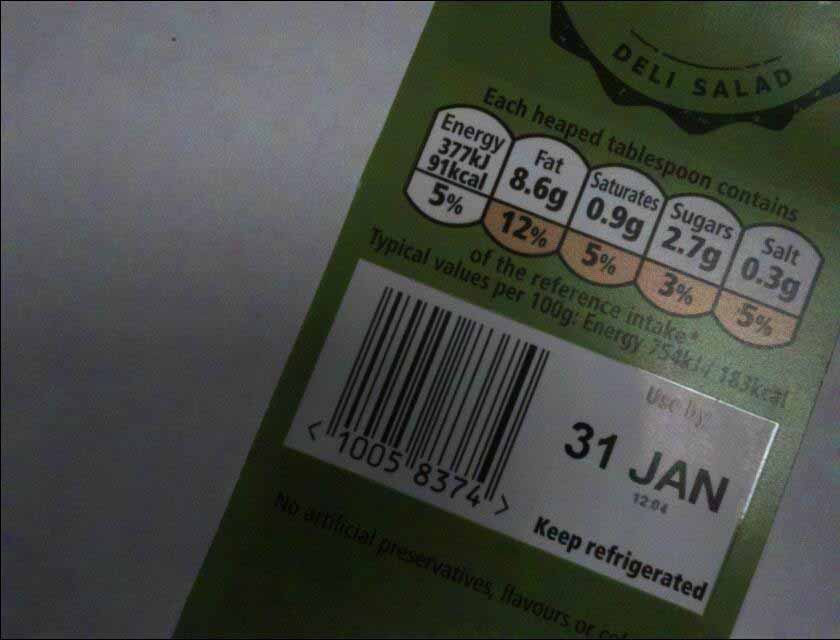 DELI SALAD
Each heaped tablespoon contains
Energy
377kJ
91kcal
5%
Fat
8.6g
12%
Saturates
0.9g
5%
Sugars
2.7g
3%
Salt
0.3g
5%
of the reference intake*
Typical values per 100g: Energy 754kJ / 183kcal
Use by:
31 JAN
12:04
< 1005 8374 >
Keep refrigerated
No artificial preservatives, flavours or